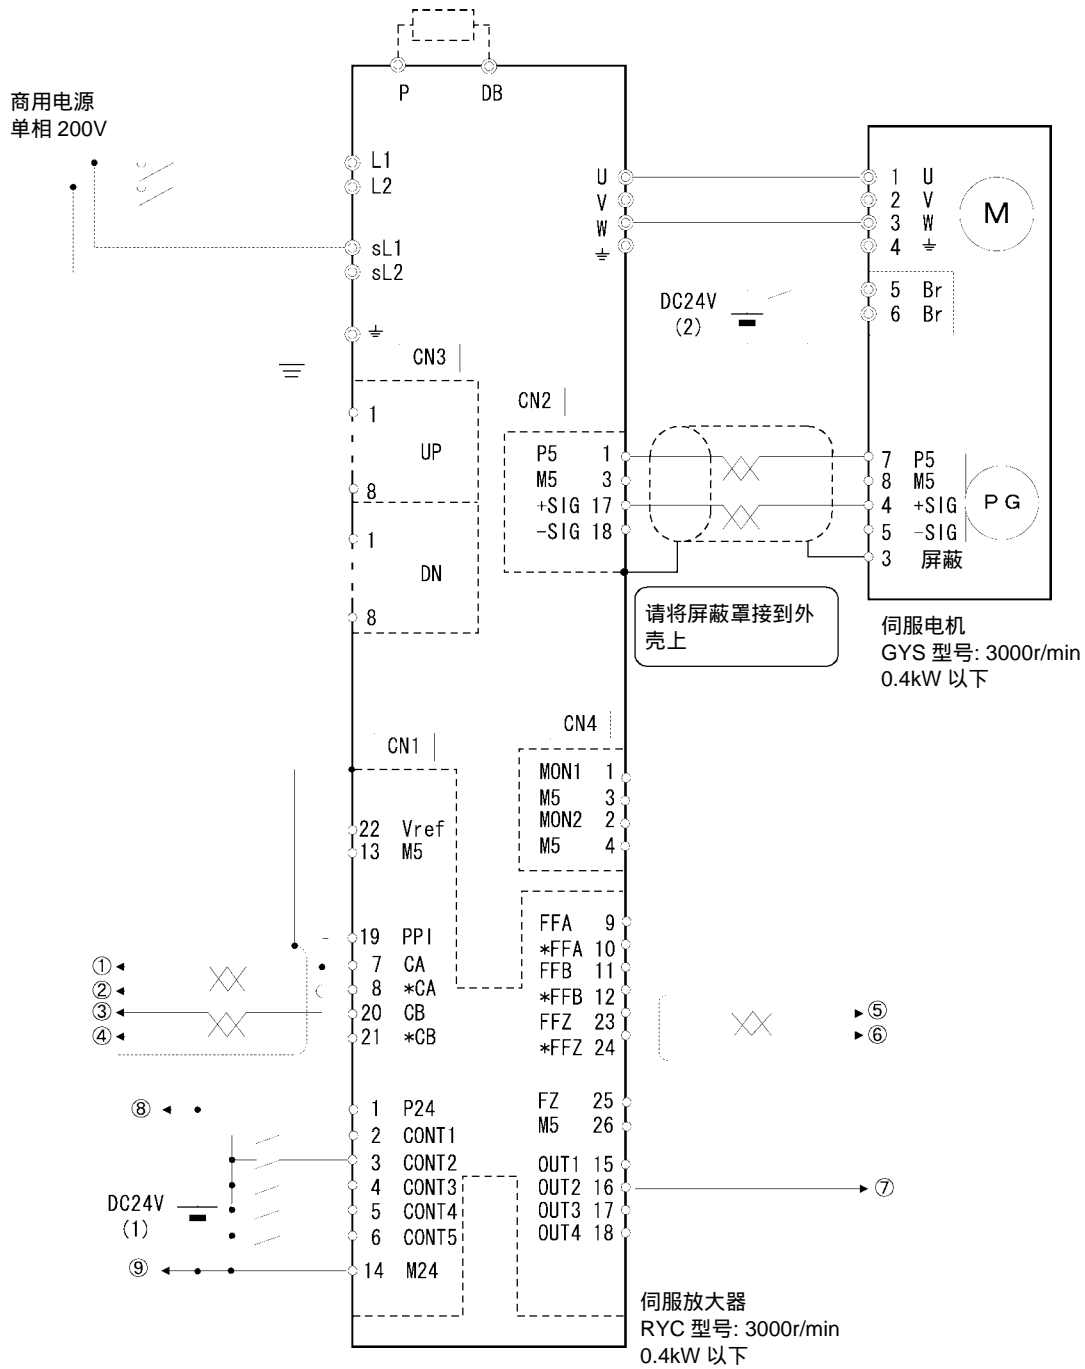 P DB
商用电源
单相 200V
L1
L2
sL1
sL2
U
V
W
1 U
2 V
3 W
4
5 Br
6 Br
M
DC24V
(2)
CN3
1
UP
8
1
DN
8
CN2
P5 1
M5 3
+SIG 17
-SIG 18
7 P5
8 M5
4 +SIG
5 -SIG
3 屏蔽
PG
请将屏蔽罩接到外
壳上
伺服电机
GYS 型号: 3000r/min
0.4kW 以下
CN4
MON1 1
M5 3
MON2 2
M5 4
CN1
22 Vref
13 M5
19 PPI
7 CA
8 *CA
20 CB
21 *CB
①
②
③
④
FFA 9
*FFA 10
FFB 11
*FFB 12
FFZ 23
*FFZ 24
⑤
⑥
⑧
1 P24
2 CONT1
3 CONT2
4 CONT3
5 CONT4
6 CONT5
14 M24
DC24V
(1)
⑨
FZ 25
M5 26
OUT1 15
OUT2 16
OUT3 17
OUT4 18
⑦
伺服放大器
RYC 型号: 3000r/min
0.4kW 以下